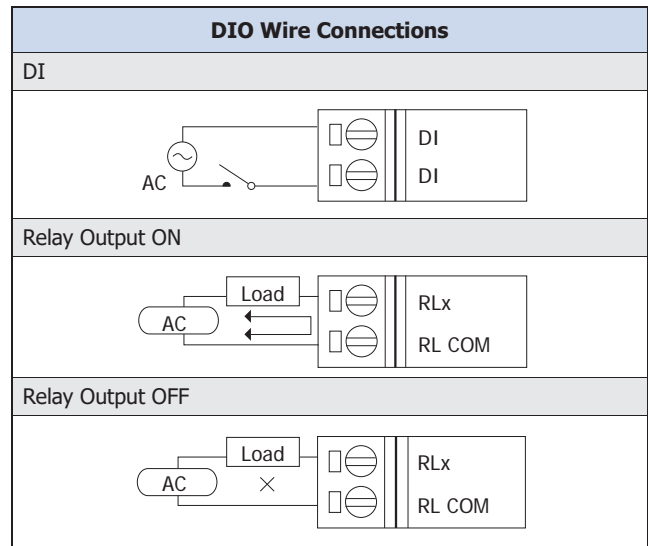 DIO Wire Connections
DI
DI
AC
DI
Relay Output ON
Load
RLx
AC
RL COM
Relay Output OFF
Load
RLx
AC
RL COM